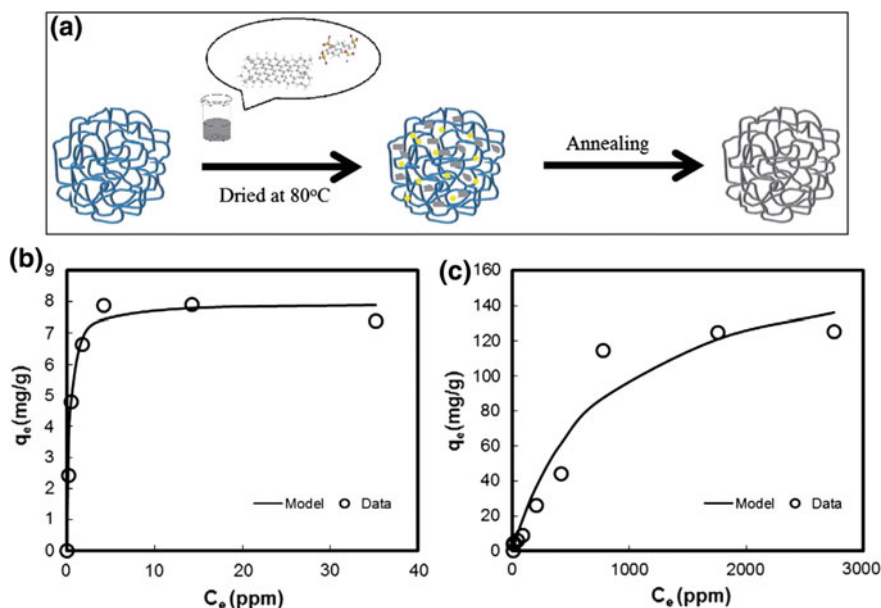 (a)
Dried at 80°C
Annealing
(b)
9
8
7
6
5
4
3
2
1
0
qe (mg/g)
Model
Data
0 10 20 30 40
Ce (ppm)
(c)
160
140
120
100
80
60
40
20
0
qe (mg/g)
Model
Data
0 1000 2000 3000
Ce (ppm)